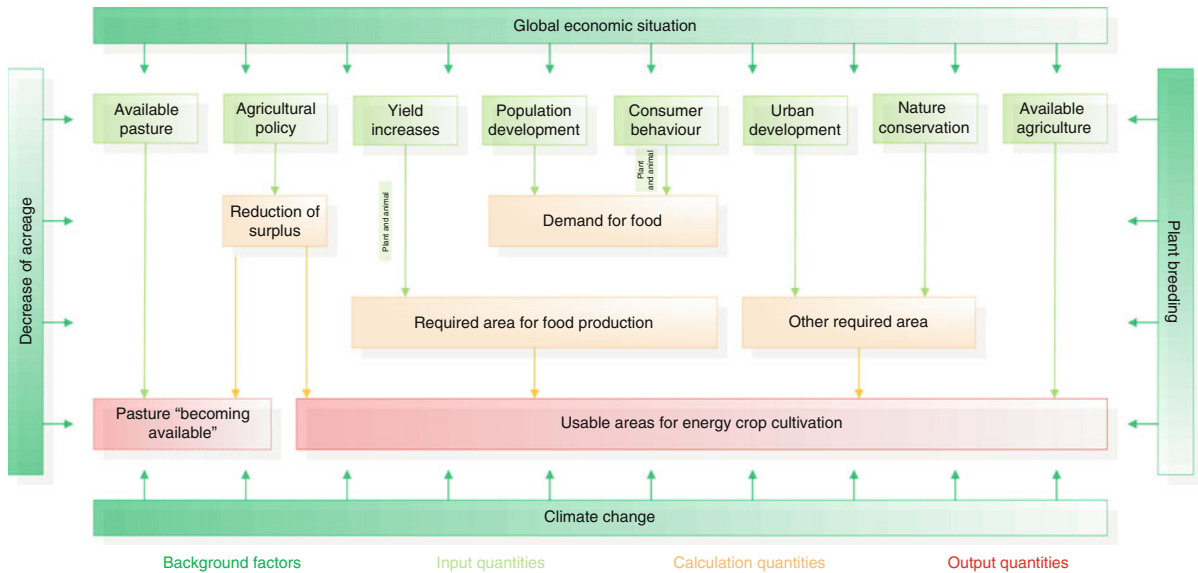 Global economic situation
Decrease of acreage
Plant breeding
Available
pasture
Agricultural
policy
Yield
increases
Population
development
Consumer
behaviour
Urban
development
Nature
conservation
Available
agriculture
Plant and animal
Plant
and animal
Reduction of
surplus
Demand for food
Required area for food production
Other required area
Pasture “becoming
available”
Usable areas for energy crop cultivation
Climate change
Background factors
Input quantities
Calculation quantities
Output quantities